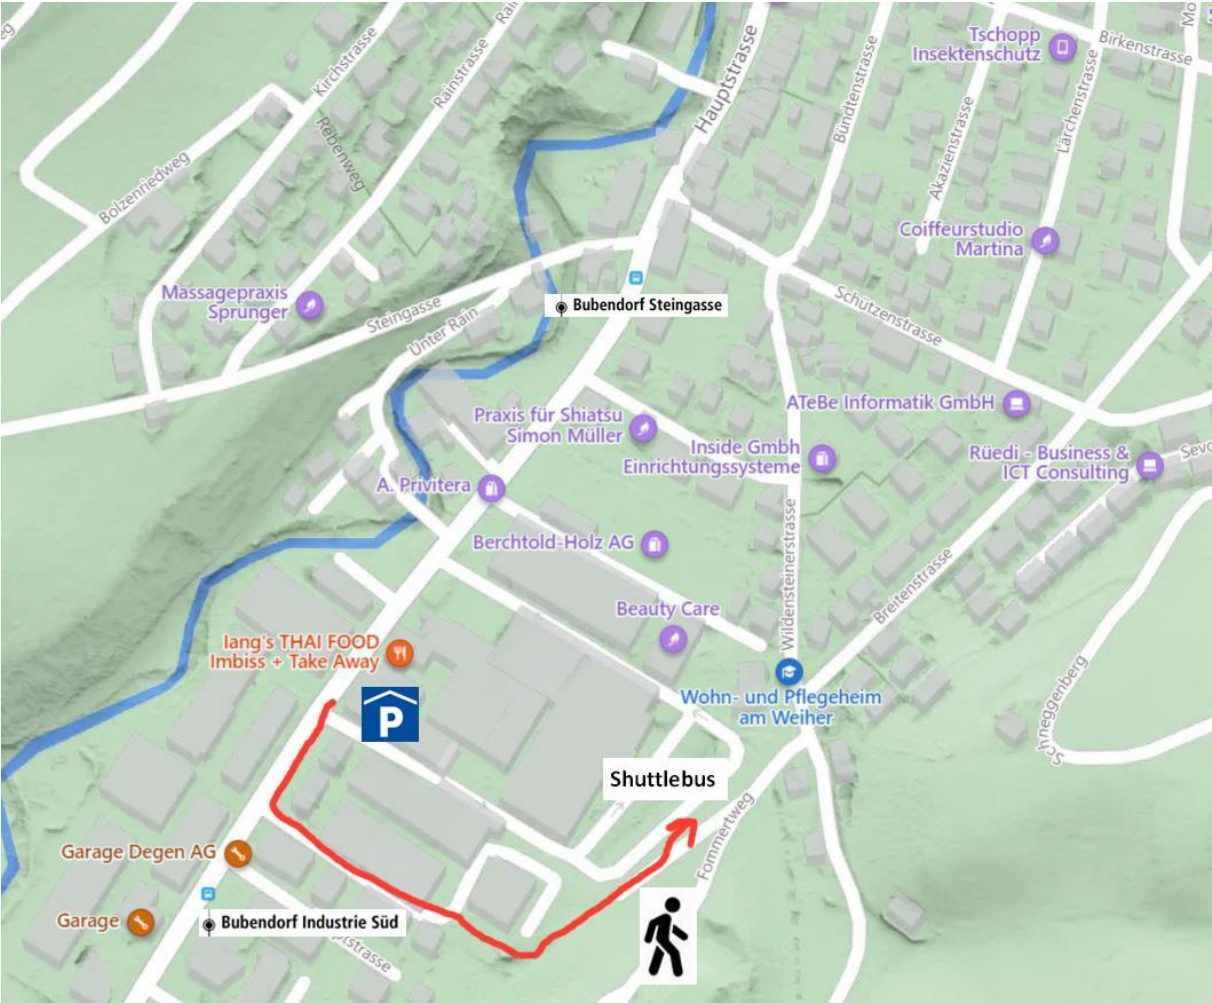 Kirchstrasse
Rainstrasse
Rebenweg
Bolzenriedweg
Hauptstrasse
Bündtenstrasse
Tschopp
Insektenschutz
Birkenstrasse
Akazienstrasse
Lärchenstrasse
Coiffeurstudio
Martina
Massagepraxis
Sprunger
Steingasse
Unter Rain
Bubendorf Steingasse
Schützenstrasse
ATeBe Informatik GmbH
Praxis für Shiatsu
Simon Müller
Inside Gmbh
Einrichtungssysteme
Rüedi - Business &
ICT Consulting
Sevo
A. Privitera
Berchtold-Holz AG
Wildensteinerstrasse
Breitenstrasse
Beauty Care
Iang's THAI FOOD
Imbiss + Take Away
P
Wohn- und Pflegeheim
am Weiher
Schneggenberg
Shuttlebus
Fommertweg
Garage Degen AG
Garage
Bubendorf Industrie Süd
ptstrasse